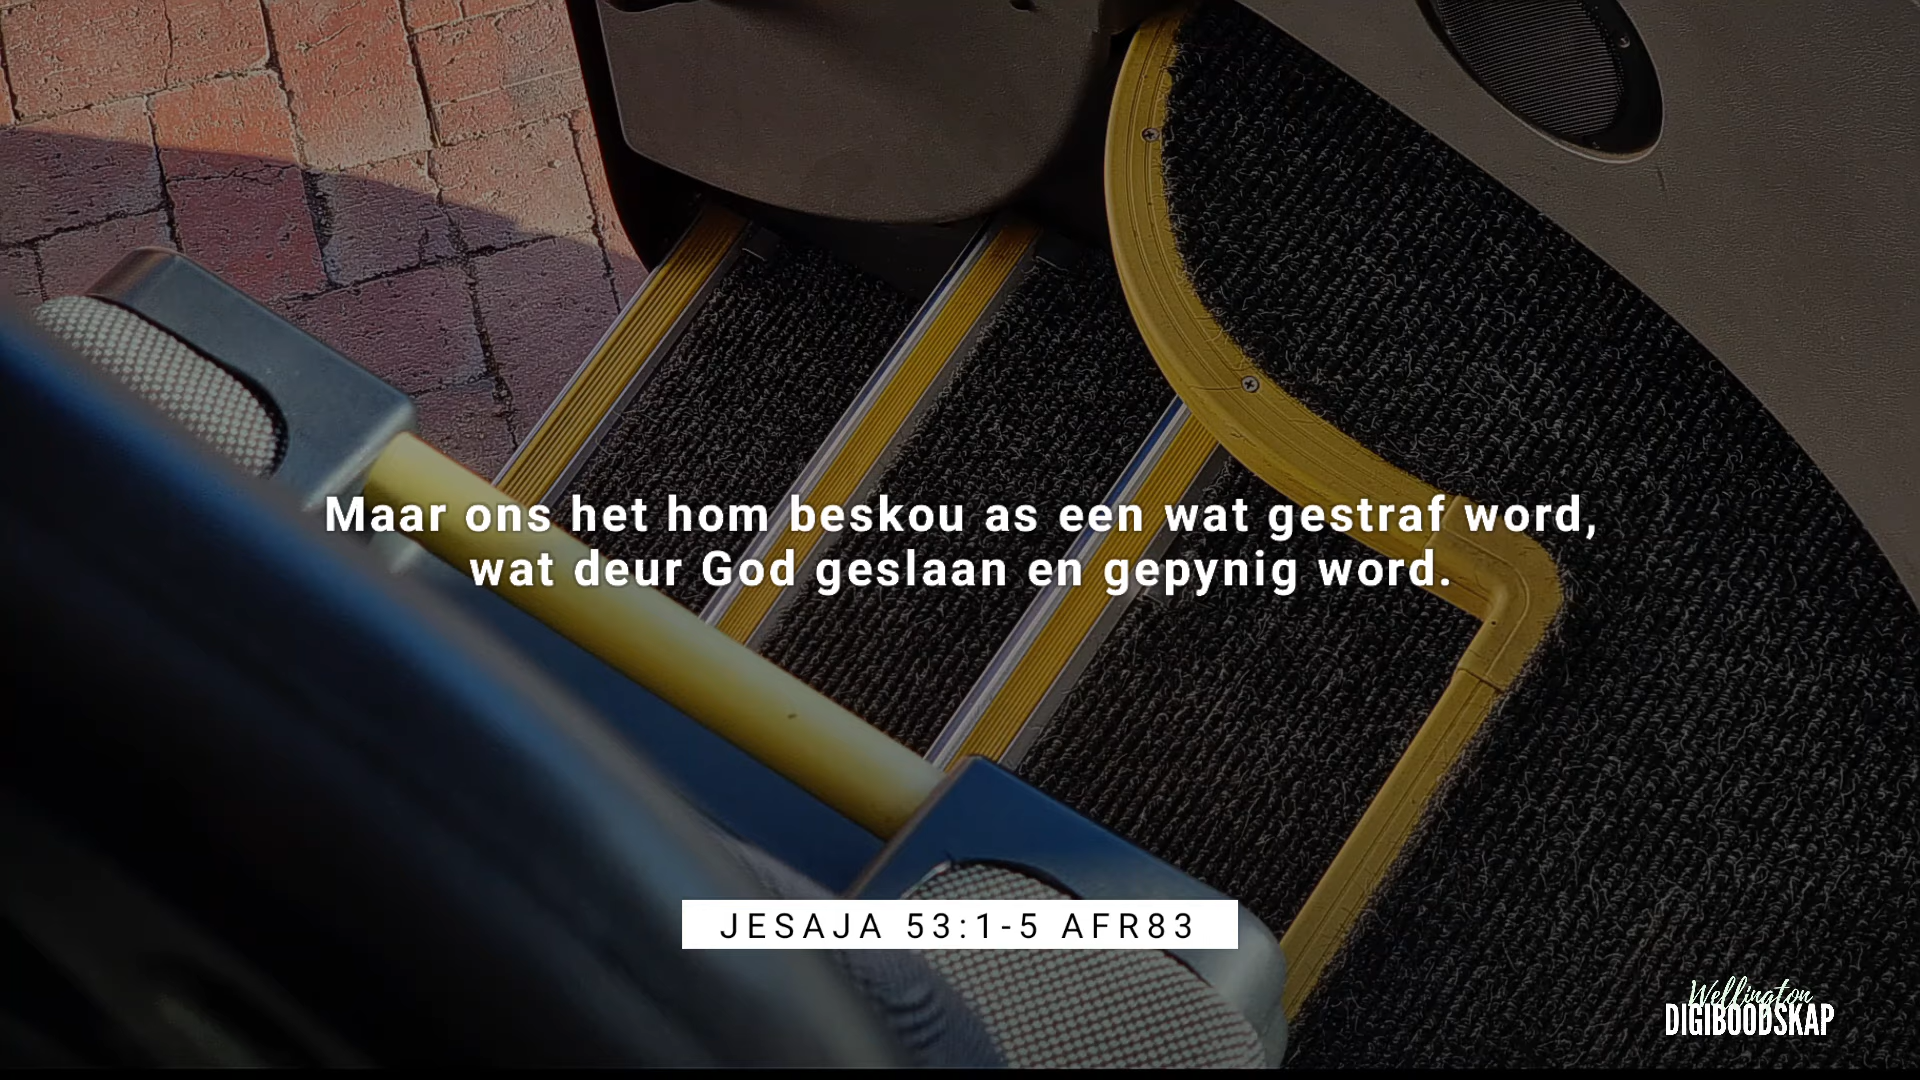 Maar ons het hom beskou as een wat gestraf word,
wat deur God geslaan en gepynig word.
JESAJA 53:1-5 AFR83
Wellington
DIGIBOODSKAP